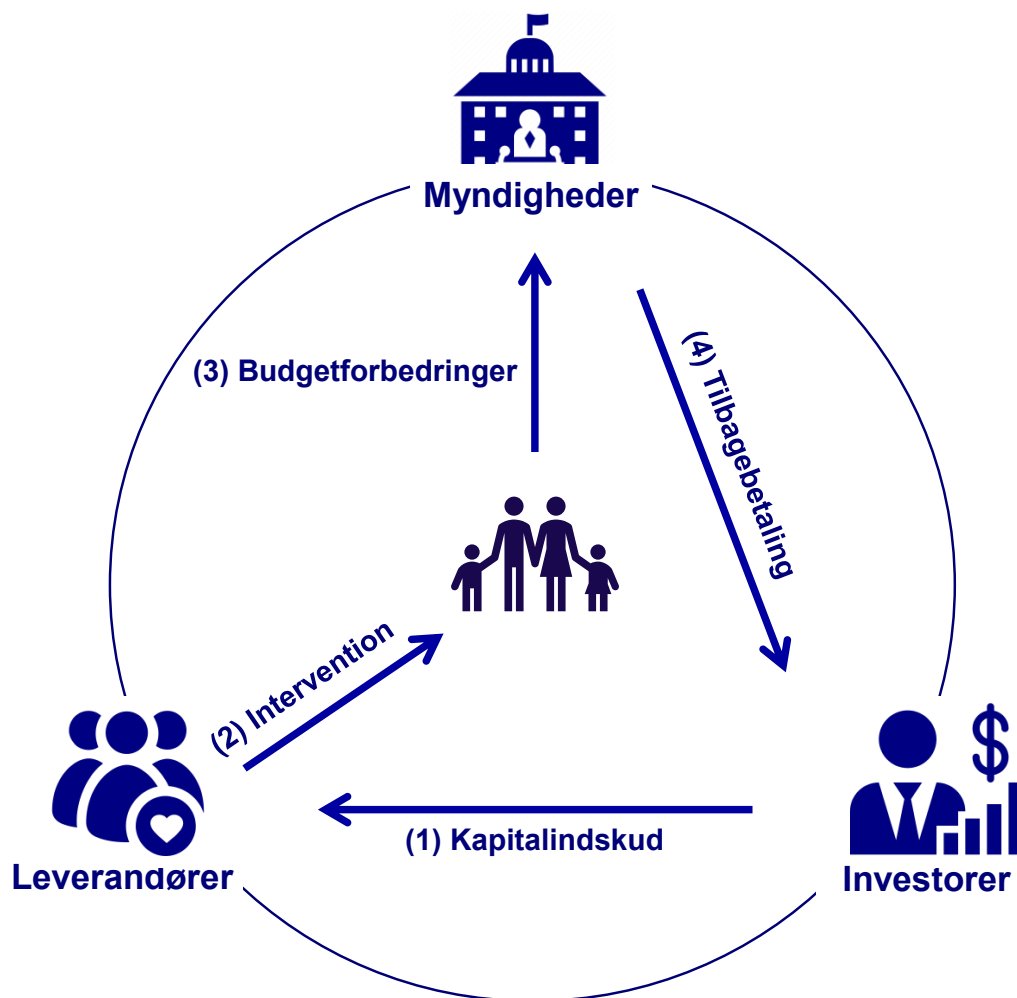 Myndigheder
(3) Budgetforbedringer
(4) Tilbagebetaling
(2) Intervention
(1) Kapitalindskud
Leverandører
Investorer